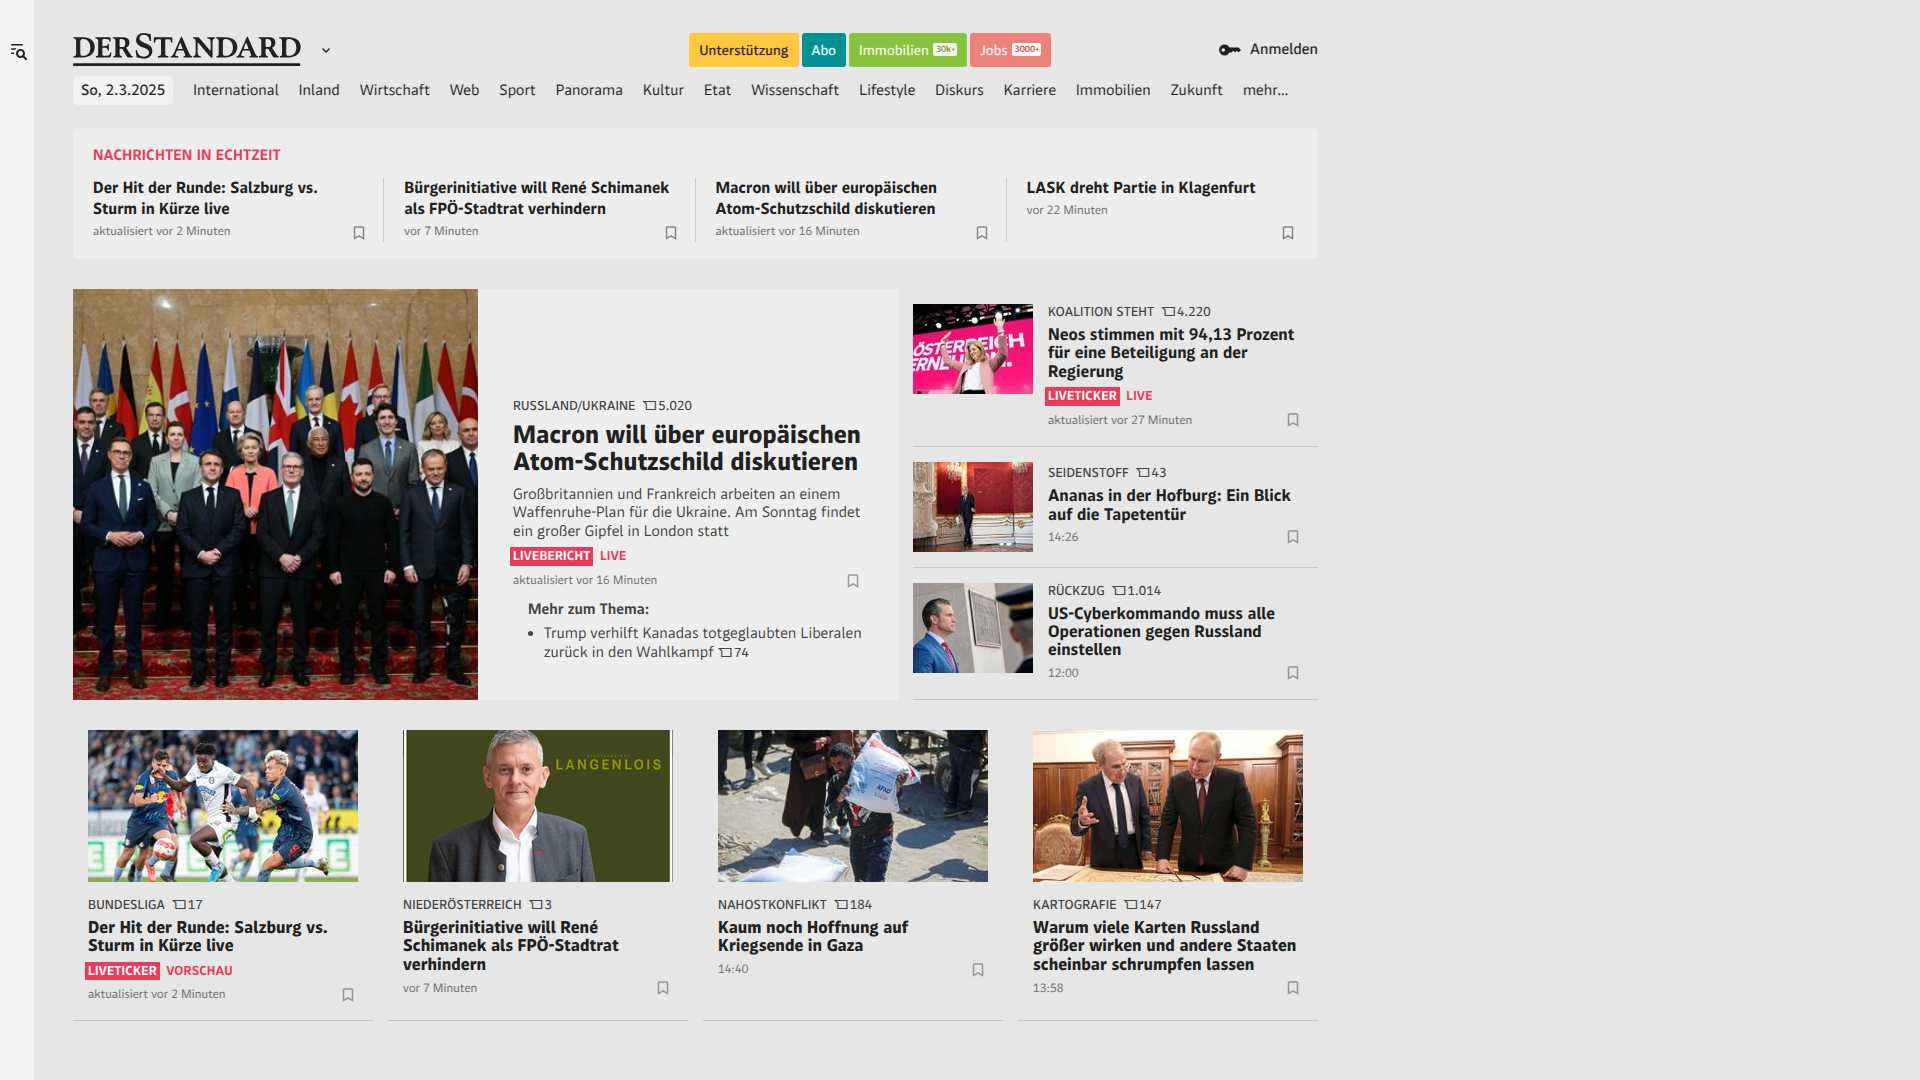 DERSTANDARD
Unterstützung
Abo
Immobilien 30k+
Jobs 3000+
Anmelden
So, 2.3.2025
International
Inland
Wirtschaft
Web
Sport
Panorama
Kultur
Etat
Wissenschaft
Lifestyle
Diskurs
Karriere
Immobilien
Zukunft
mehr...
NACHRICHTEN IN ECHTZEIT
Der Hit der Runde: Salzburg vs.
Sturm in Kürze live
aktualisiert vor 2 Minuten
Bürgerinitiative will René Schimanek
als FPÖ-Stadtrat verhindern
vor 7 Minuten
Macron will über europäischen
Atom-Schutzschild diskutieren
aktualisiert vor 16 Minuten
LASK dreht Partie in Klagenfurt
vor 22 Minuten
RUSSLAND/UKRAINE 5.020
Macron will über europäischen
Atom-Schutzschild diskutieren
Großbritannien und Frankreich arbeiten an einem
Waffenruhe-Plan für die Ukraine. Am Sonntag findet
ein großer Gipfel in London statt
LIVEBERICHT LIVE
aktualisiert vor 16 Minuten
Mehr zum Thema:
• Trump verhilft Kanadas totgeglaubten Liberalen
zurück in den Wahlkampf 74
KOALITION STEHT 4.220
Neos stimmen mit 94,13 Prozent
für eine Beteiligung an der
Regierung
LIVETICKER LIVE
aktualisiert vor 27 Minuten
SEIDENSTOFF 43
Ananas in der Hofburg: Ein Blick
auf die Tapetentür
14:26
RÜCKZUG 1.014
US-Cyberkommando muss alle
Operationen gegen Russland
einstellen
12:00
BUNDESLIGA 17
Der Hit der Runde: Salzburg vs.
Sturm in Kürze live
LIVETICKER VORSCHAU
aktualisiert vor 2 Minuten
LANGENLOIS
NIEDERÖSTERREICH 3
Bürgerinitiative will René
Schimanek als FPÖ-Stadtrat
verhindern
vor 7 Minuten
NAHOSTKONFLIKT 184
Kaum noch Hoffnung auf
Kriegsende in Gaza
14:40
KARTOGRAFIE 147
Warum viele Karten Russland
größer wirken und andere Staaten
scheinbar schrumpfen lassen
13:58